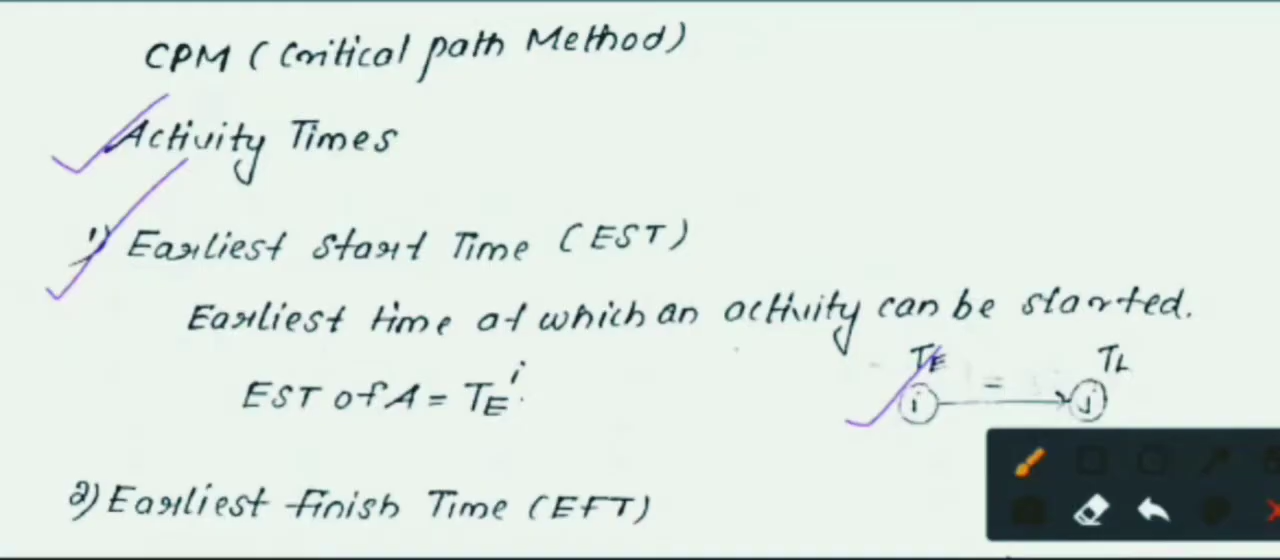 CPM (Critical path Method)
Activity Times
1) Earliest Start Time (EST)
Earliest time at which an activity can be started.
TE TL
EST of A = TE i
i = j
2) Earliest finish Time (EFT)